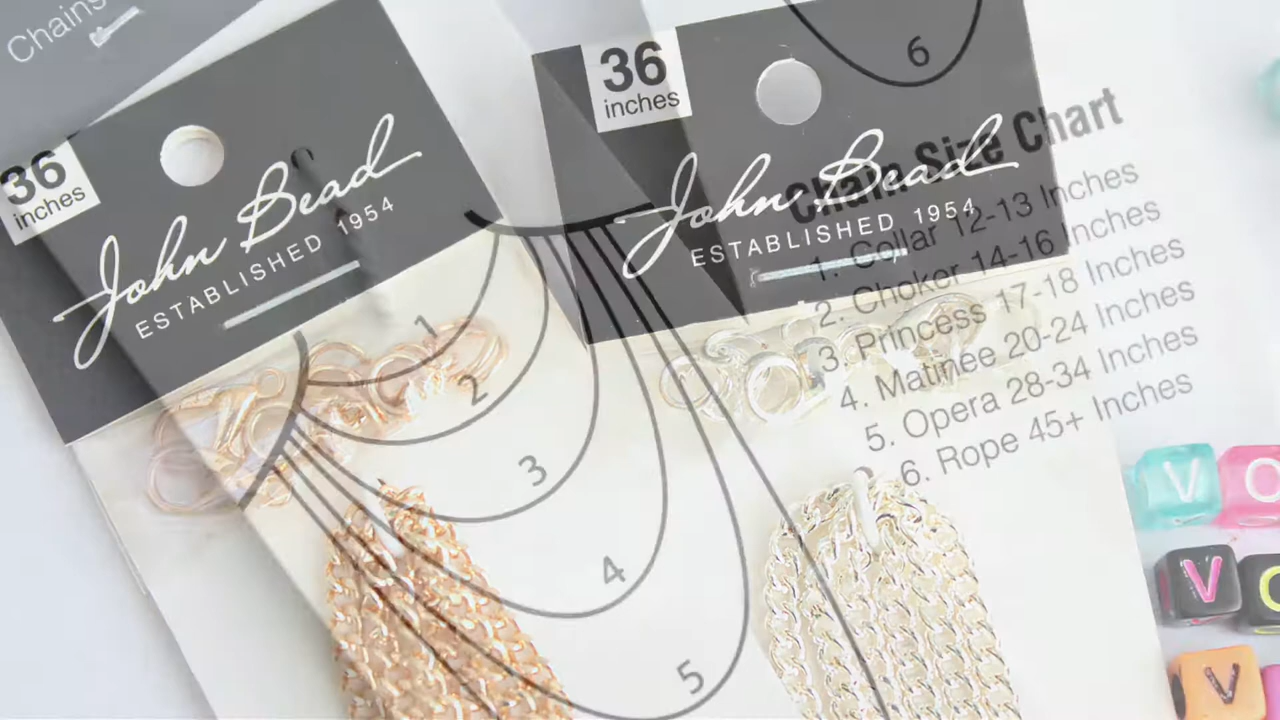 Chains
36
inches
John Bead
ESTABLISHED 1954
36
inches
John Bead
ESTABLISHED 1954
6
Chain Size Chart
1. Collar 12-13 Inches
2. Choker 14-16 Inches
3. Princess 17-18 Inches
4. Matinee 20-24 Inches
5. Opera 28-34 Inches
6. Rope 45+ Inches
1
2
3
4
5
V O
V
V